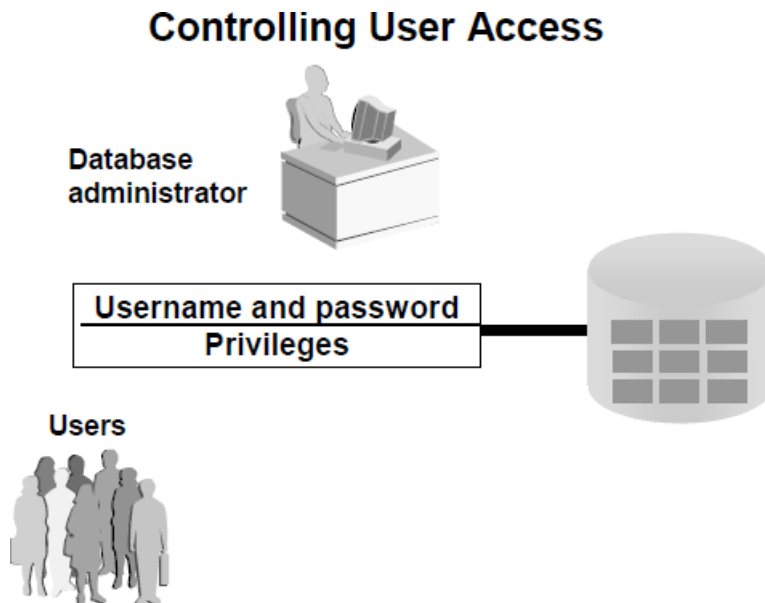 Controlling User Access
Database
administrator
Username and password
Privileges
Users